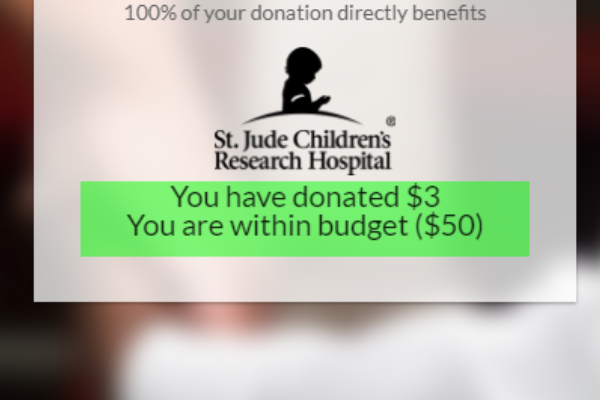 100% of your donation directly benefits
St. Jude Children's
Research Hospital
®
You have donated $3
You are within budget ($50)